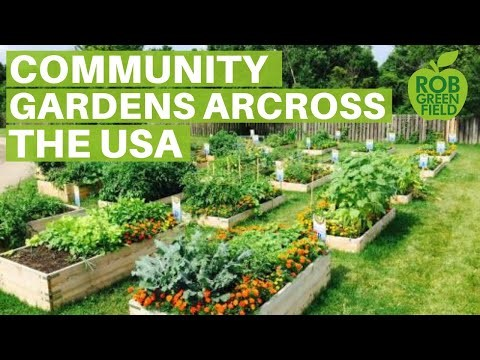 COMMUNITY
GARDENS ARCROSS
THE USA
ROB
GREEN
FIELD